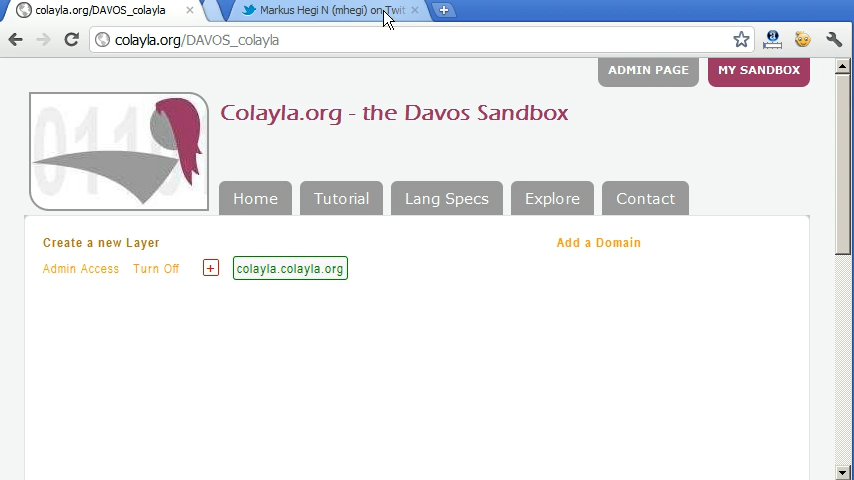 colayla.org/DAVOS_colayla
Markus Hegi N (mhegi) on Twit
colayla.org/DAVOS_colayla
ADMIN PAGE
MY SANDBOX
Colayla.org - the Davos Sandbox
Home
Tutorial
Lang Specs
Explore
Contact
Create a new Layer
Add a Domain
Admin Access
Turn Off
+
colayla.colayla.org